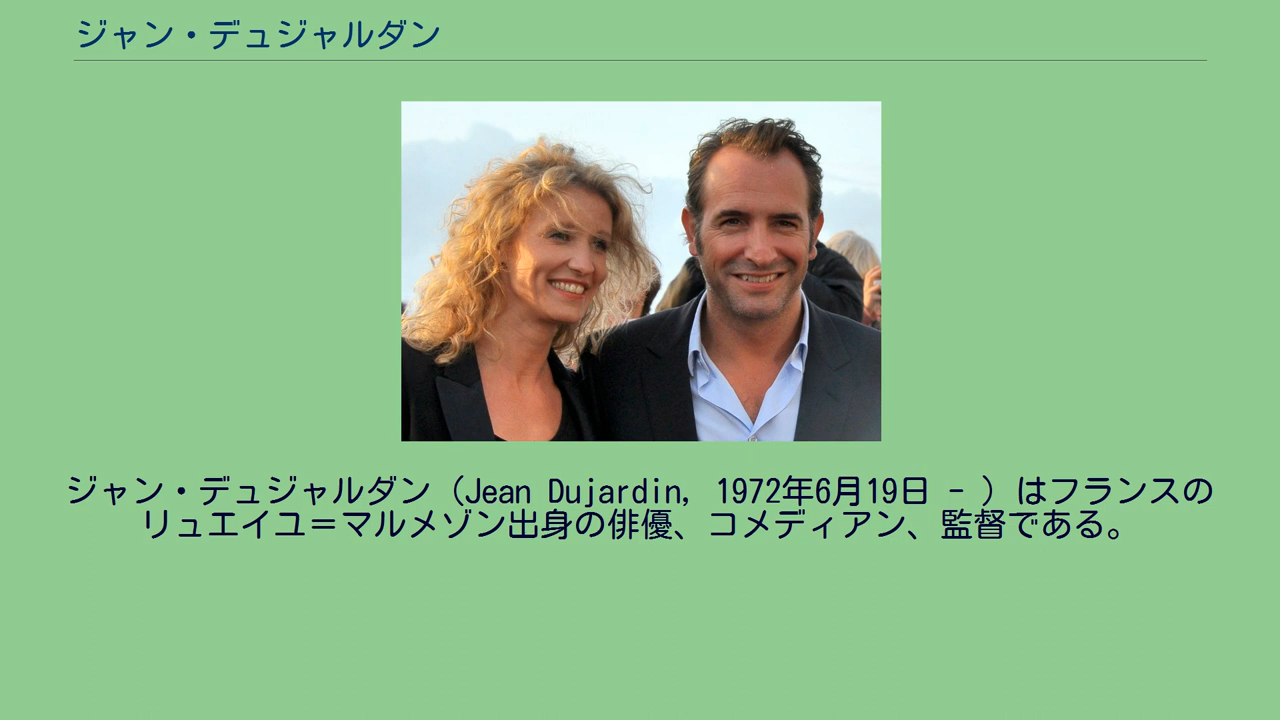 ジャン・デュジャルダン
ジャン・デュジャルダン（Jean Dujardin, 1972年6月19日 - ）はフランスの
リュエイユ＝マルメゾン出身の俳優、コメディアン、監督である。